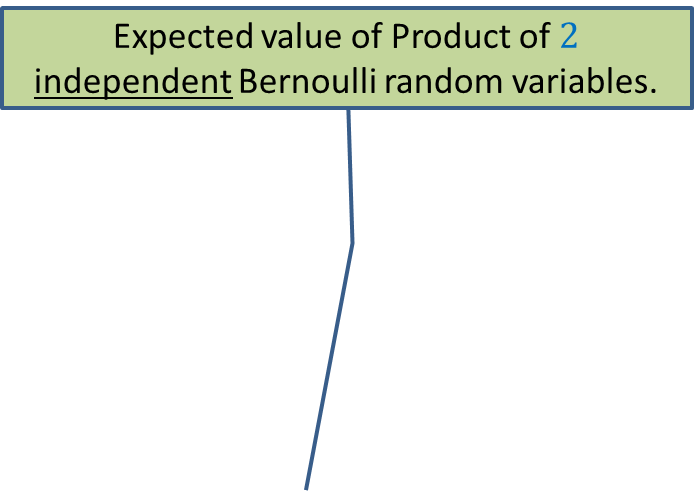 Expected value of Product of 2
independent Bernoulli random variables.